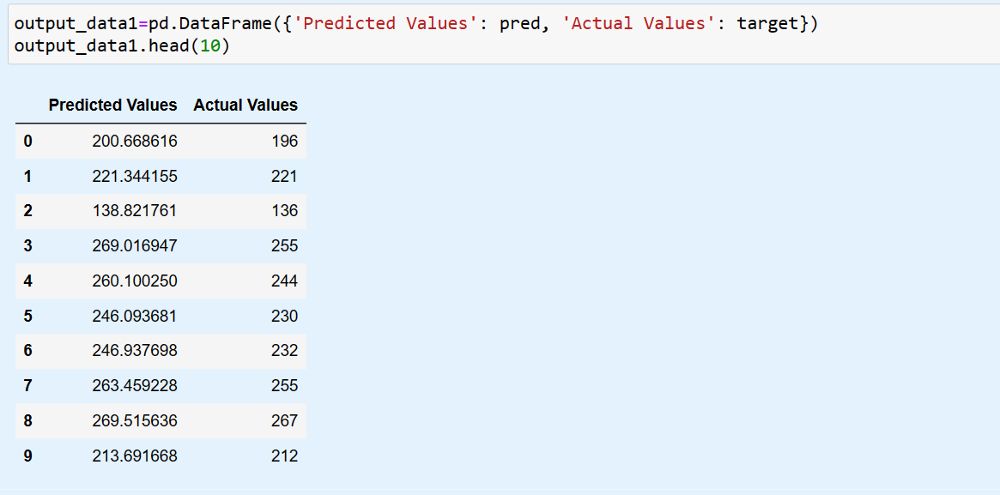 output_data1=pd.DataFrame({'Predicted Values': pred, 'Actual Values': target})
output_data1.head(10)
Predicted Values Actual Values
0 200.668616 196
1 221.344155 221
2 138.821761 136
3 269.016947 255
4 260.100250 244
5 246.093681 230
6 246.937698 232
7 263.459228 255
8 269.515636 267
9 213.691668 212